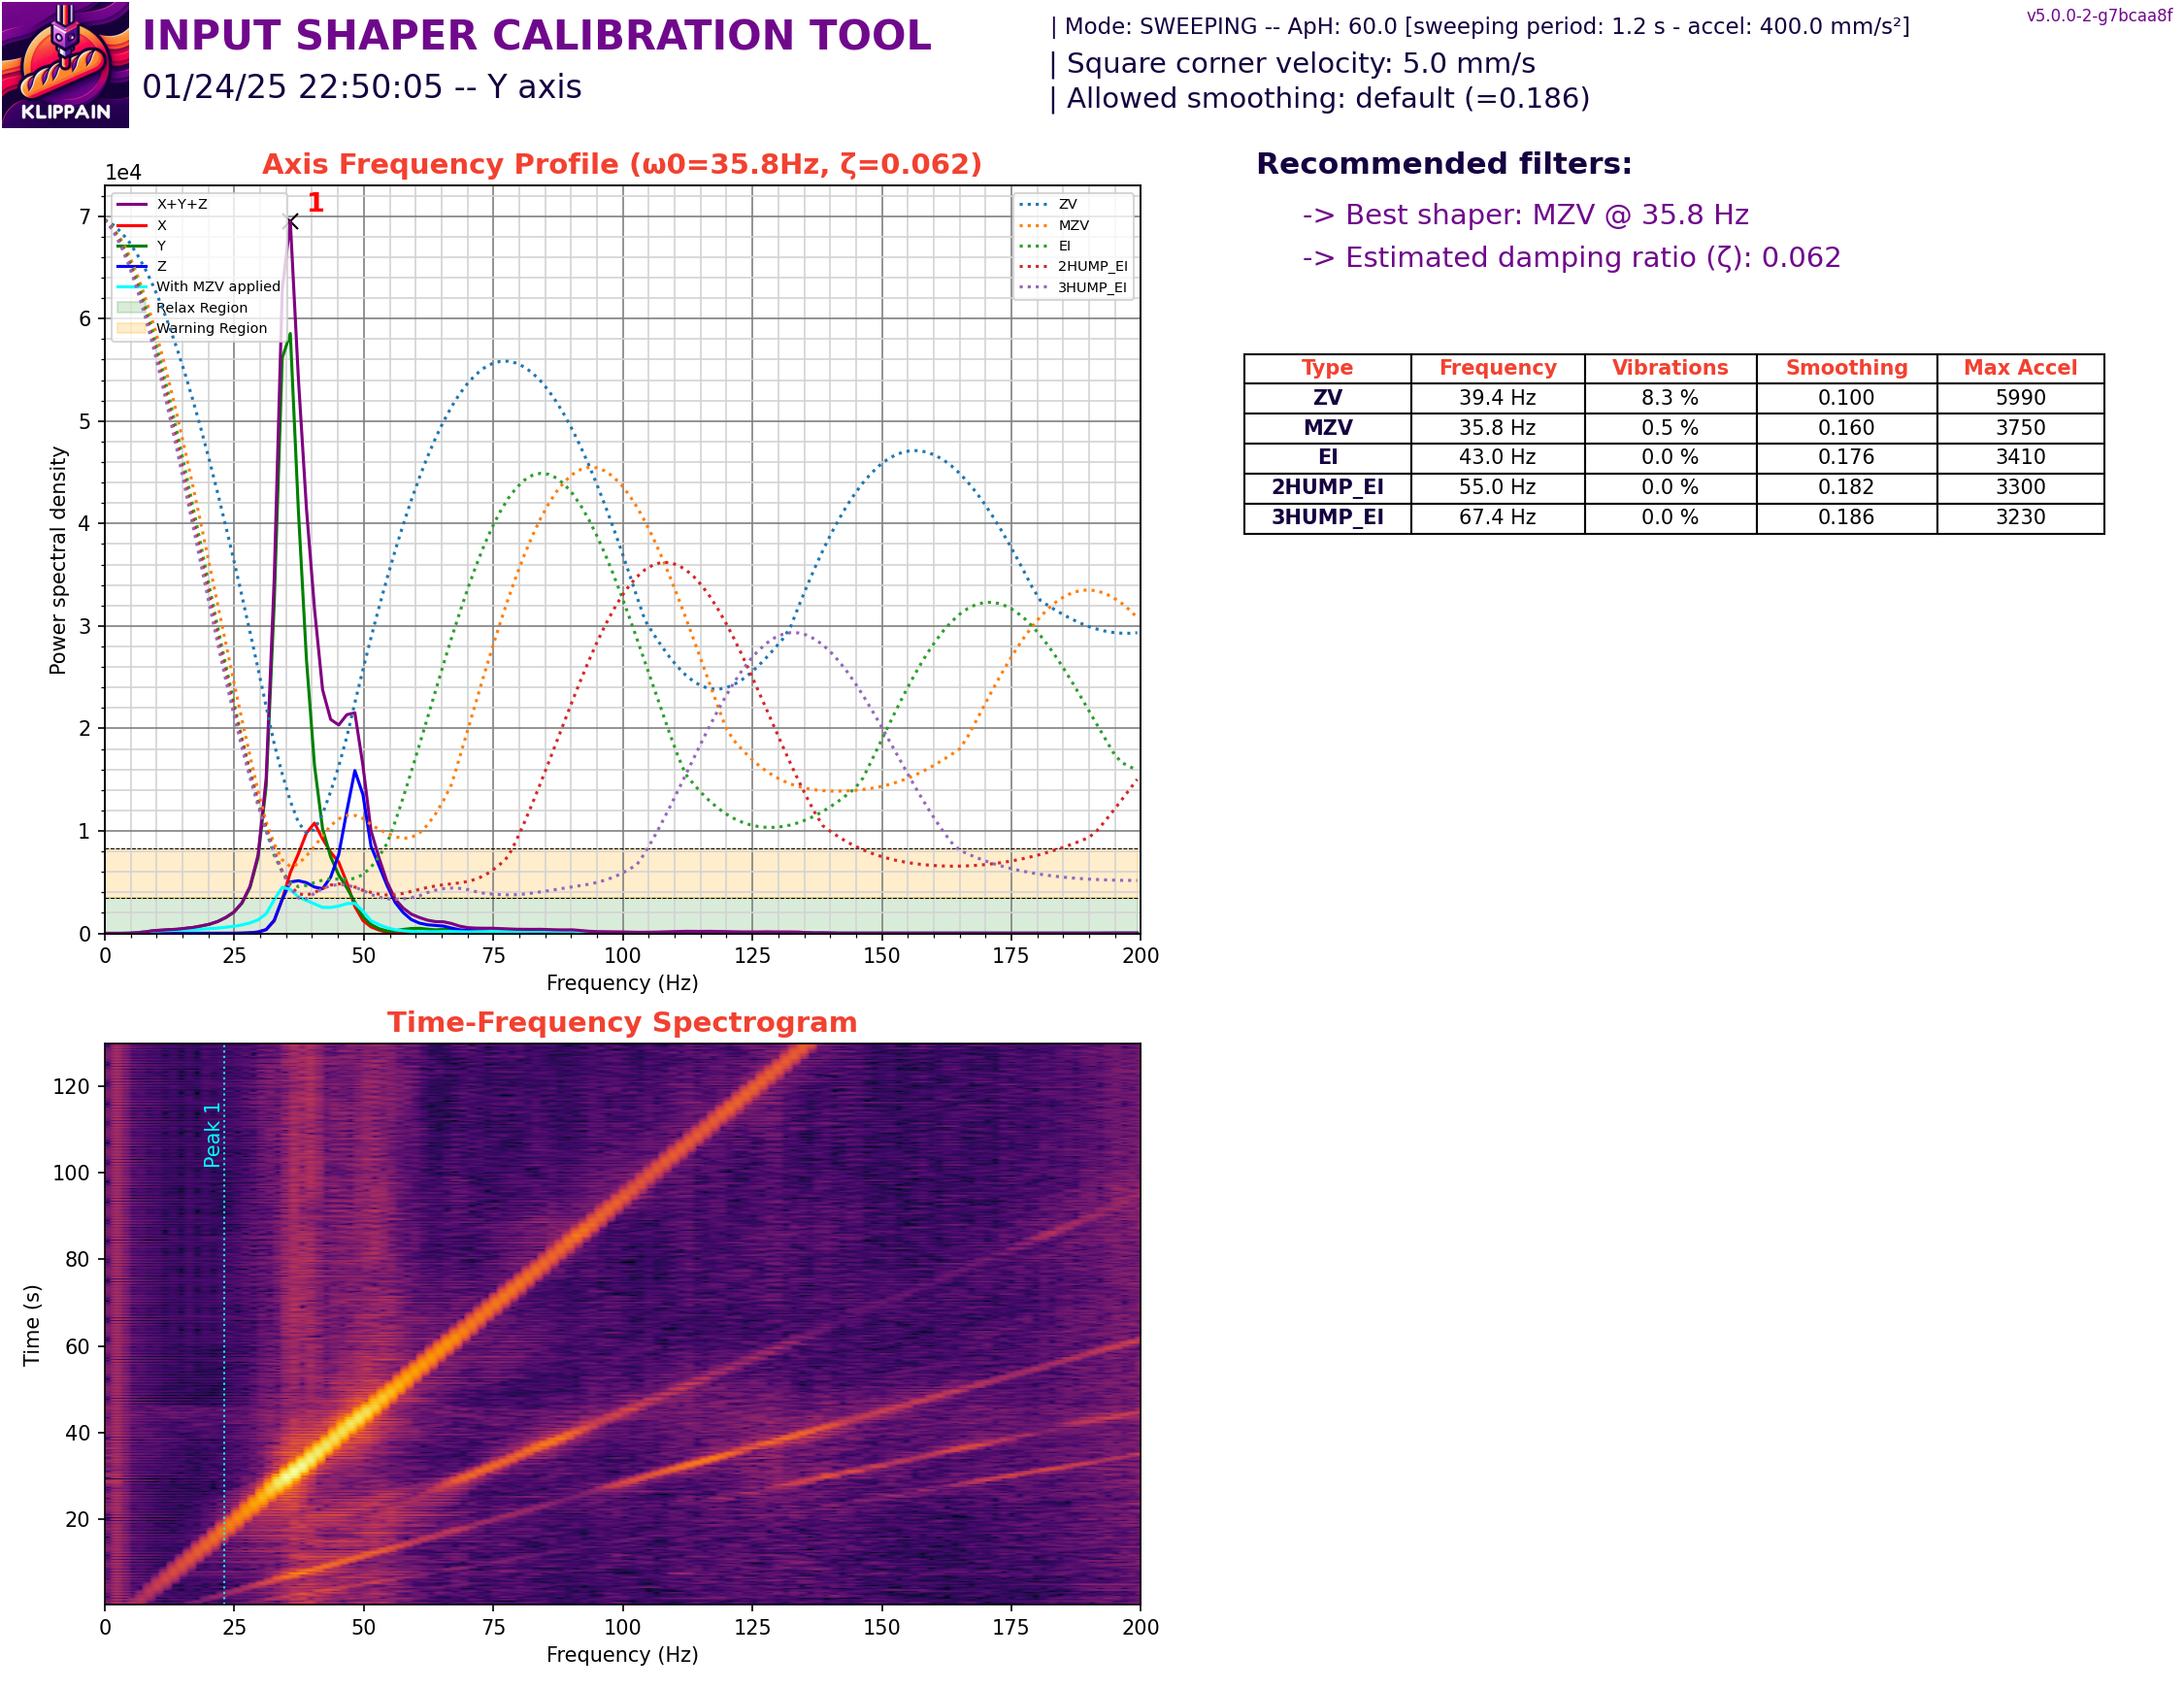 KLIPPAIN
INPUT SHAPER CALIBRATION TOOL
01/24/25 22:50:05 -- Y axis
| Mode: SWEEPING -- ApH: 60.0 [sweeping period: 1.2 s - accel: 400.0 mm/s²]
| Square corner velocity: 5.0 mm/s
| Allowed smoothing: default (=0.186)
v5.0.0-2-g7bcaa8f
Axis Frequency Profile (ω0=35.8Hz, ζ=0.062)
1e4
1
X+Y+Z
X
Y
Z
With MZV applied
Relax Region
Warning Region
ZV
MZV
EI
2HUMP_EI
3HUMP_EI
Power spectral density
7
6
5
4
3
2
1
0
0 25 50 75 100 125 150 175 200
Frequency (Hz)
Recommended filters:
-> Best shaper: MZV @ 35.8 Hz
-> Estimated damping ratio (ζ): 0.062
Type Frequency Vibrations Smoothing Max Accel
ZV 39.4 Hz 8.3 % 0.100 5990
MZV 35.8 Hz 0.5 % 0.160 3750
EI 43.0 Hz 0.0 % 0.176 3410
2HUMP_EI 55.0 Hz 0.0 % 0.182 3300
3HUMP_EI 67.4 Hz 0.0 % 0.186 3230
Time-Frequency Spectrogram
Peak 1
Time (s)
120
100
80
60
40
20
0 25 50 75 100 125 150 175 200
Frequency (Hz)